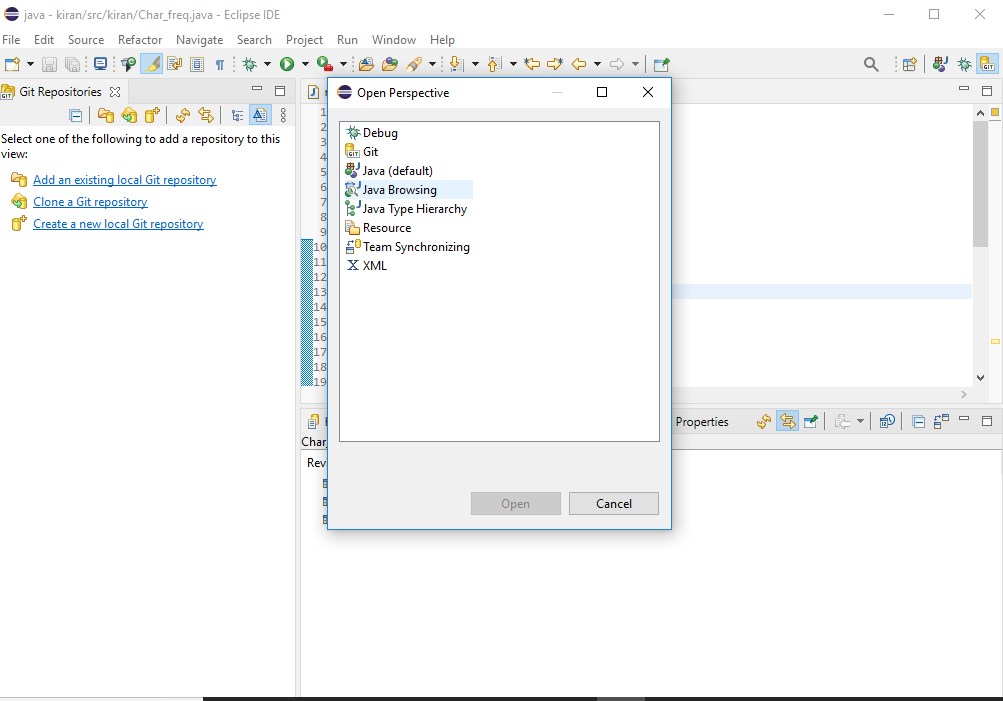 java - kiran/src/kiran/Char_freq.java - Eclipse IDE
File Edit Source Refactor Navigate Search Project Run Window Help
Git Repositories
Select one of the following to add a repository to this
view:
Add an existing local Git repository
Clone a Git repository
Create a new local Git repository
1
2
3
4
5
6
7
8
9
10
11
12
13
14
15
16
17
18
19
Open Perspective
Debug
Git
Java (default)
Java Browsing
Java Type Hierarchy
Resource
Team Synchronizing
XML
Open Cancel
Properties